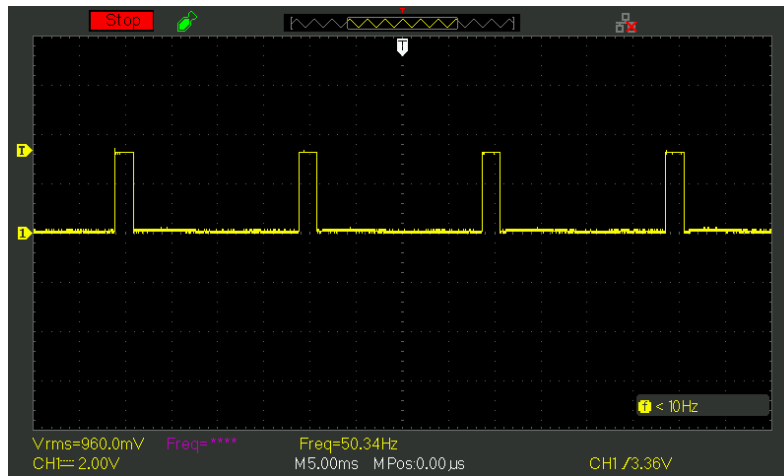 Stop
T
T
T
1
f < 10Hz
Vrms=960.0mV Freq=**** Freq=50.34Hz
CH1 2.00V M5.00ms MPos:0.00μs CH1 3.36V